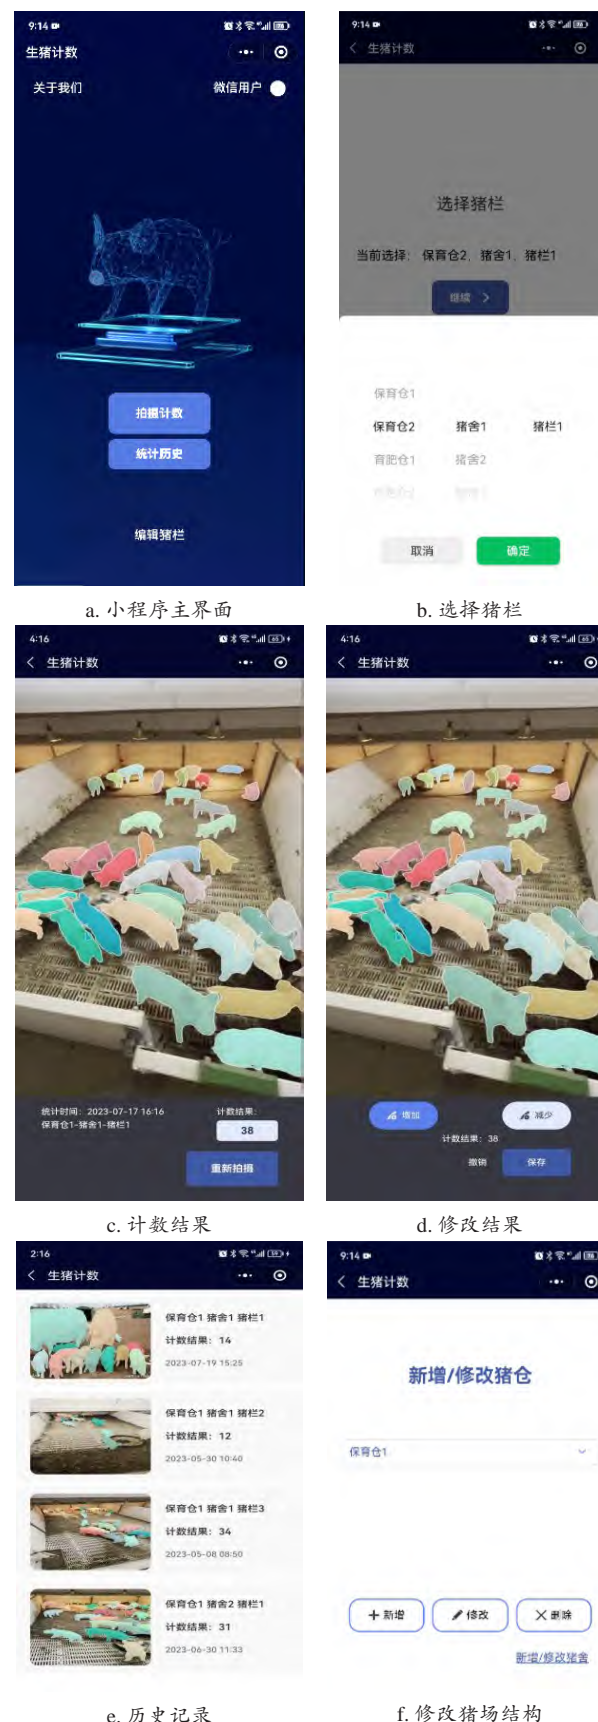 9:14
生猪计数
关于我们
微信用户
拍摄计数
统计历史
编辑猪栏
a. 小程序主界面
9:14
生猪计数
选择猪栏
当前选择: 保育仓2, 猪舍1, 猪栏1
继续 >
保育仓1
保育仓2 猪舍1 猪栏1
育肥仓1 猪舍2
取消 确定
b. 选择猪栏
4:16
生猪计数
统计时间: 2023-07-17 16:16
保育仓1-猪舍1-猪栏1
计数结果:
38
重新拍摄
c. 计数结果
4:16
生猪计数
增加 减少
计数结果: 38
撤销 保存
d. 修改结果
2:16
生猪计数
保育仓1 猪舍1 猪栏1
计数结果: 14
2023-07-19 15:25
保育仓1 猪舍1 猪栏2
计数结果: 12
2023-05-30 10:40
保育仓1 猪舍1 猪栏3
计数结果: 34
2023-05-08 08:50
保育仓1 猪舍2 猪栏1
计数结果: 31
2023-06-30 11:33
e. 历史记录
9:14
生猪计数
新增/修改猪仓
保育仓1
新增 修改 删除
新增/修改猪舍
f. 修改猪场结构